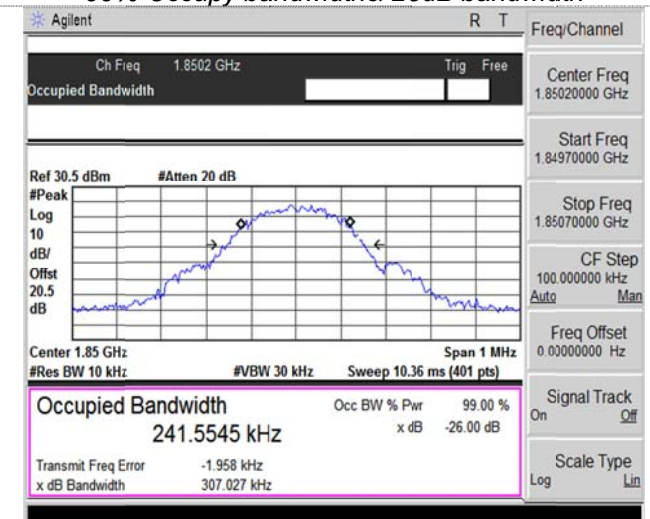 Agilent R T
Freq/Channel
Ch Freq 1.8502 GHz Trig Free
Occupied Bandwidth
Center Freq
1.85020000 GHz
Start Freq
1.84970000 GHz
Ref 30.5 dBm #Atten 20 dB
#Peak
Log
10
dB/
Offst
20.5
dB
Stop Freq
1.85070000 GHz
CF Step
100.000000 kHz
Auto Man
Center 1.85 GHz Span 1 MHz
#Res BW 10 kHz #VBW 30 kHz Sweep 10.36 ms (401 pts)
Freq Offset
0.00000000 Hz
Occupied Bandwidth Occ BW % Pwr 99.00 %
241.5545 kHz x dB -26.00 dB
Transmit Freq Error -1.958 kHz
x dB Bandwidth 307.027 kHz
Signal Track
On Off
Scale Type
Log Lin